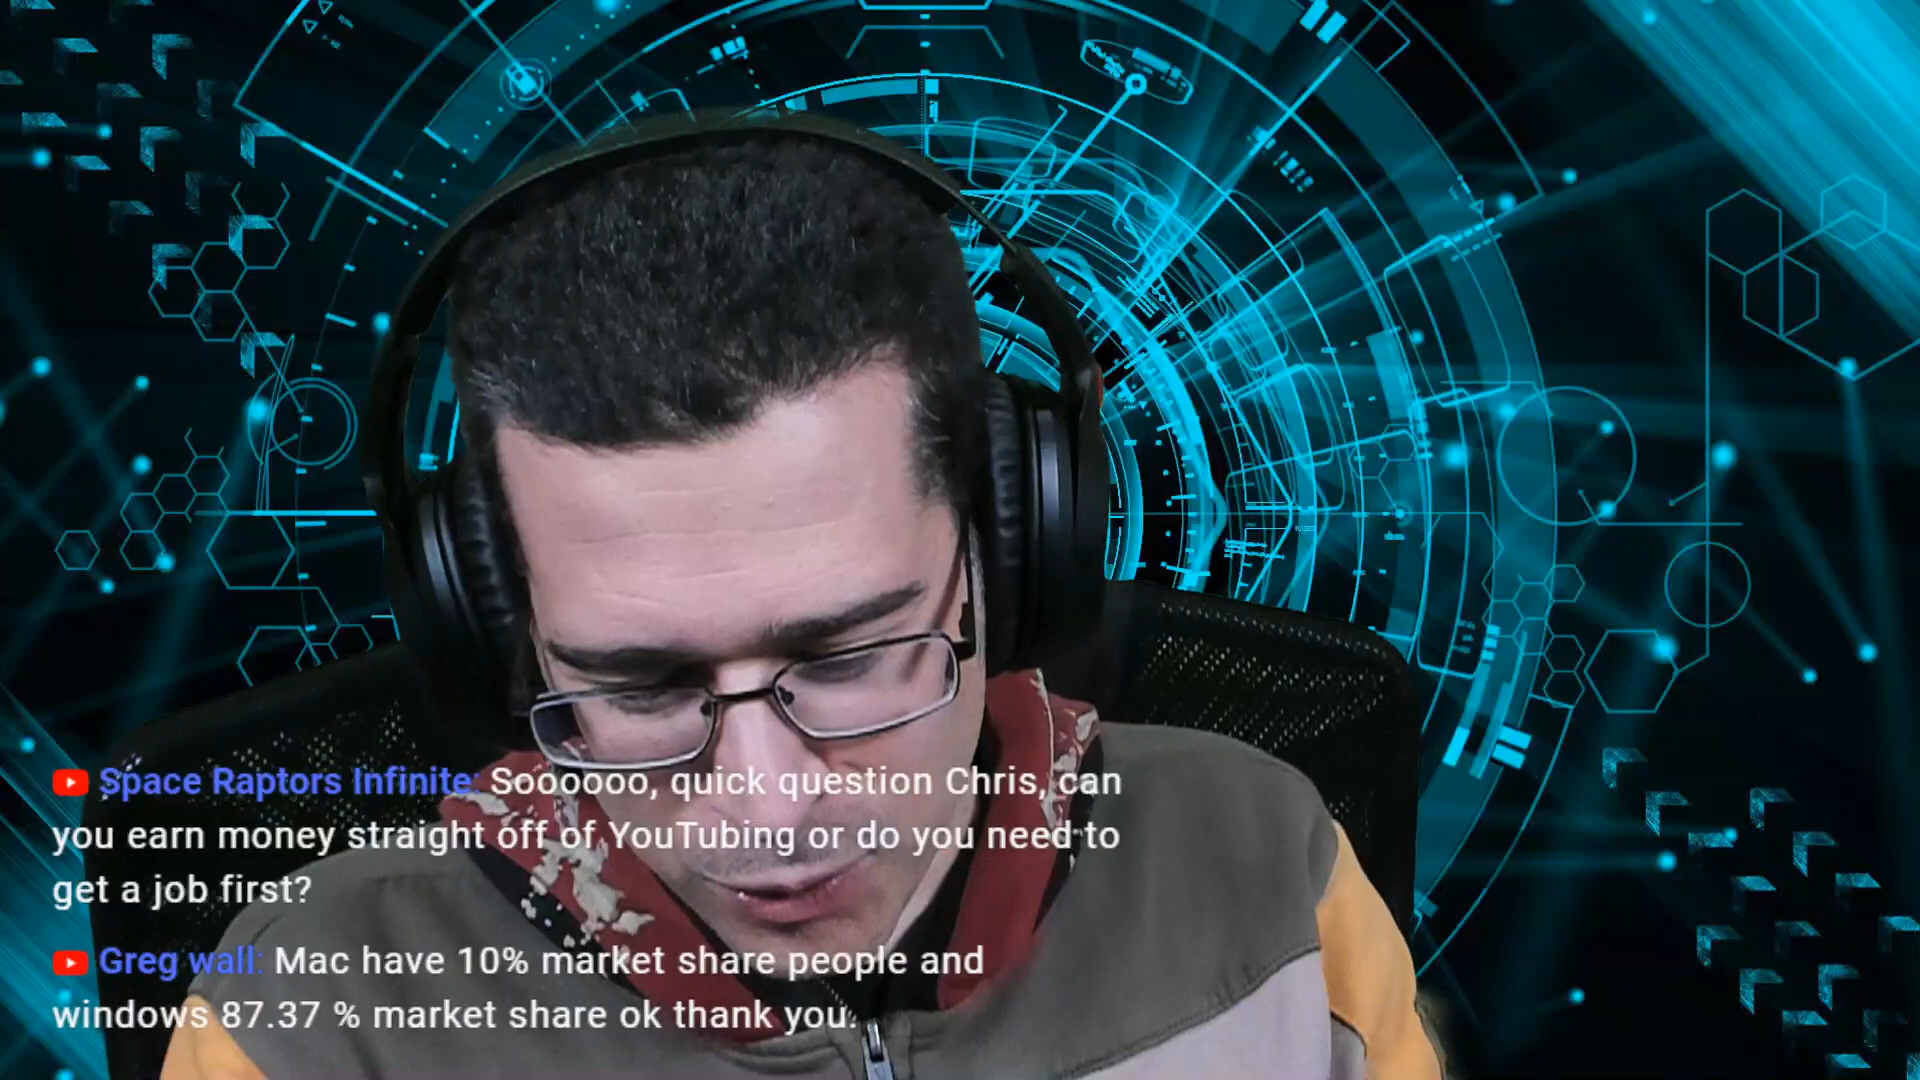 Space Raptors Infinite: Soooooo, quick question Chris, can
you earn money straight off of YouTubing or do you need to
get a job first?
Greg wall: Mac have 10% market share people and
windows 87.37 % market share ok thank you.